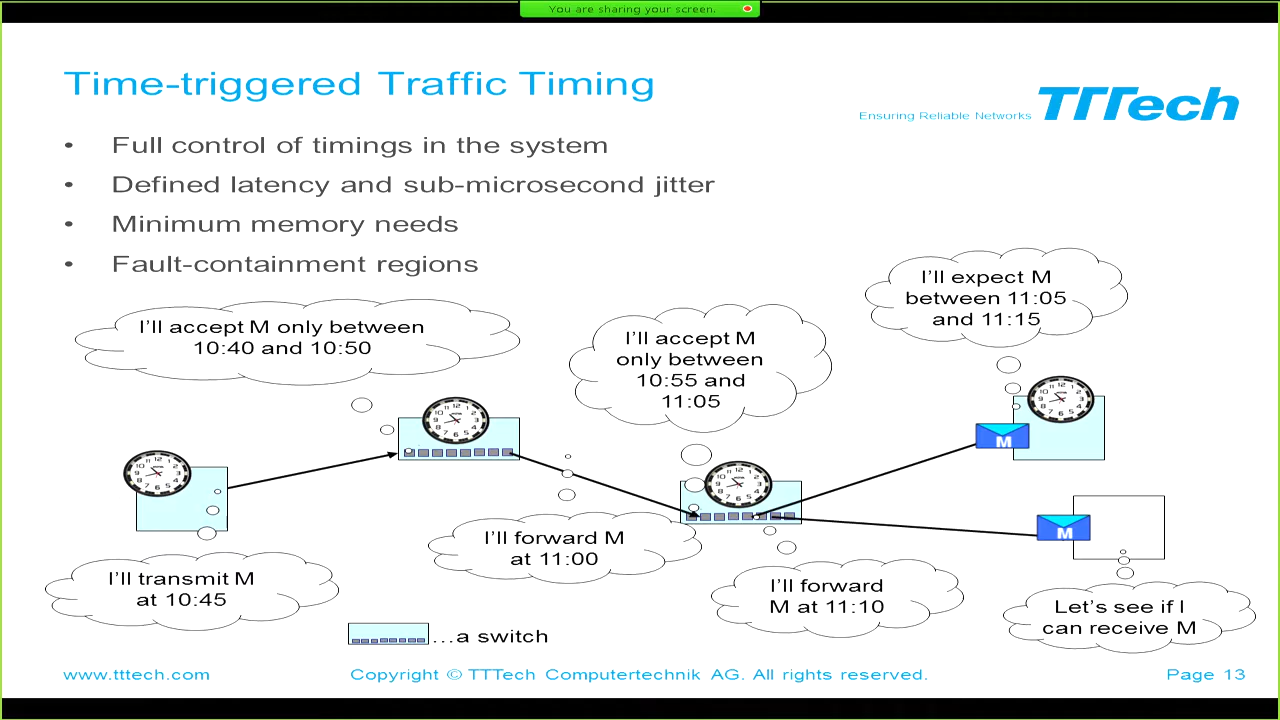 You are sharing your screen.
Time-triggered Traffic Timing
Ensuring Reliable Networks TTTech
• Full control of timings in the system
• Defined latency and sub-microsecond jitter
• Minimum memory needs
• Fault-containment regions
I'll expect M
between 11:05
and 11:15
I'll accept M only between
10:40 and 10:50
I'll accept M
only between
10:55 and
11:05
M
M
I'll forward M
at 11:00
I'll transmit M
at 10:45
I'll forward
M at 11:10
Let's see if I
can receive M
...a switch
www.tttech.com
Copyright © TTTech Computertechnik AG. All rights reserved.
Page 13